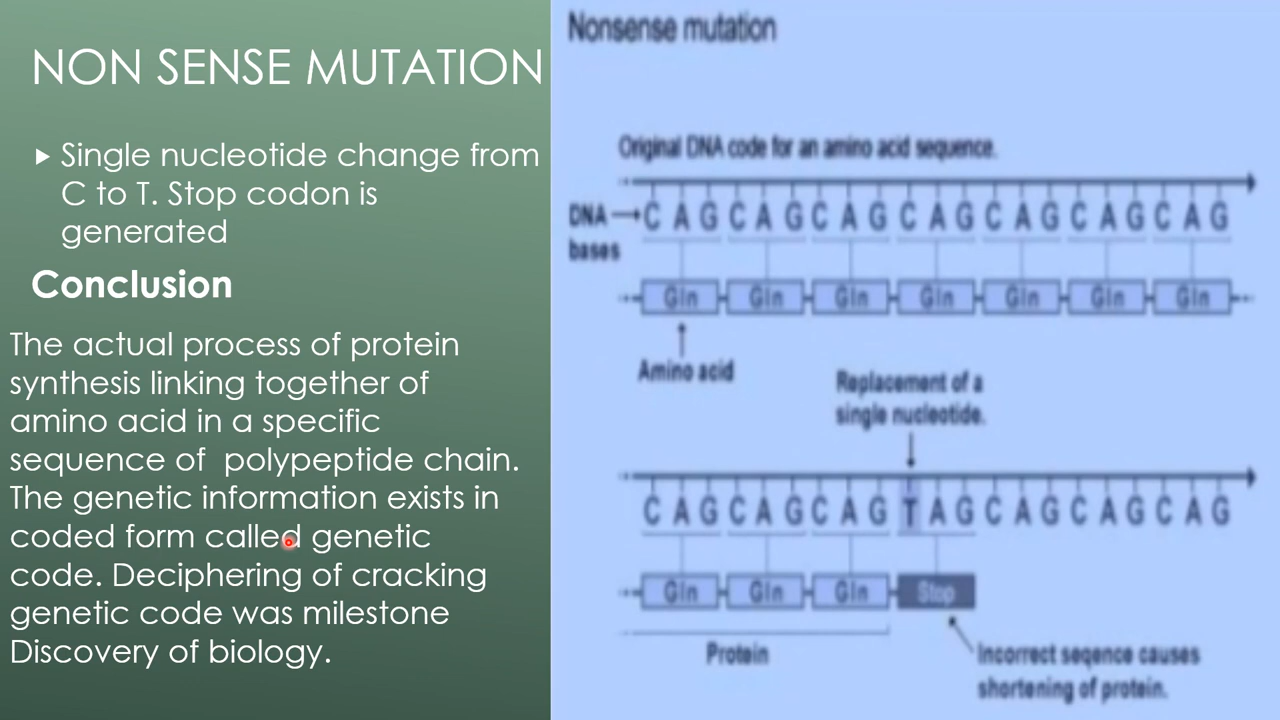 NON SENSE MUTATION
Single nucleotide change from
C to T. Stop codon is
generated
Conclusion
The actual process of protein
synthesis linking together of
amino acid in a specific
sequence of polypeptide chain.
The genetic information exists in
coded form called genetic
code. Deciphering of cracking
genetic code was milestone
Discovery of biology.
Nonsense mutation
Original DNA code for an amino acid sequence.
DNA bases
C A G C A G C A G C A G C A G C A G C A G
Gln Gln Gln Gln Gln Gln Gln
Amino acid
Replacement of a
single nucleotide.
C A G C A G C A G T A G C A G C A G C A G
Gln Gln Gln Stop
Protein
Incorrect seqence causes
shortening of protein.